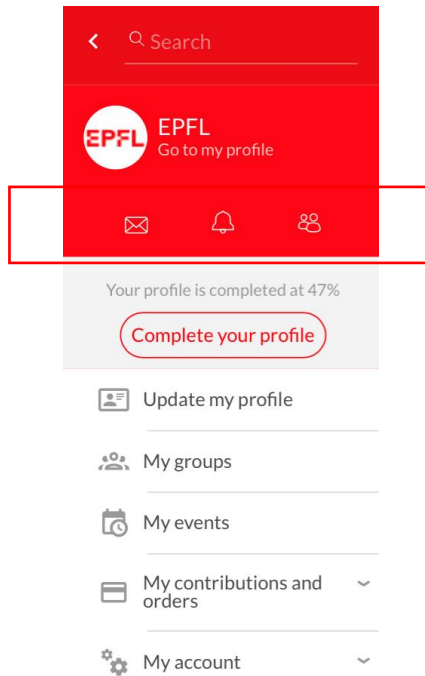 Search
EPFL
EPFL
Go to my profile
Your profile is completed at 47%
Complete your profile
Update my profile
My groups
My events
My contributions and
orders
My account